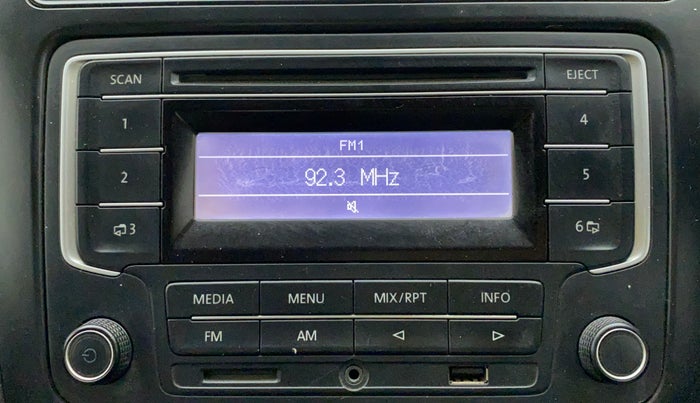 SCAN
EJECT
1
4
FM1
92.3 MHz
2
5
3
6
MEDIA MENU MIX/RPT INFO
FM AM